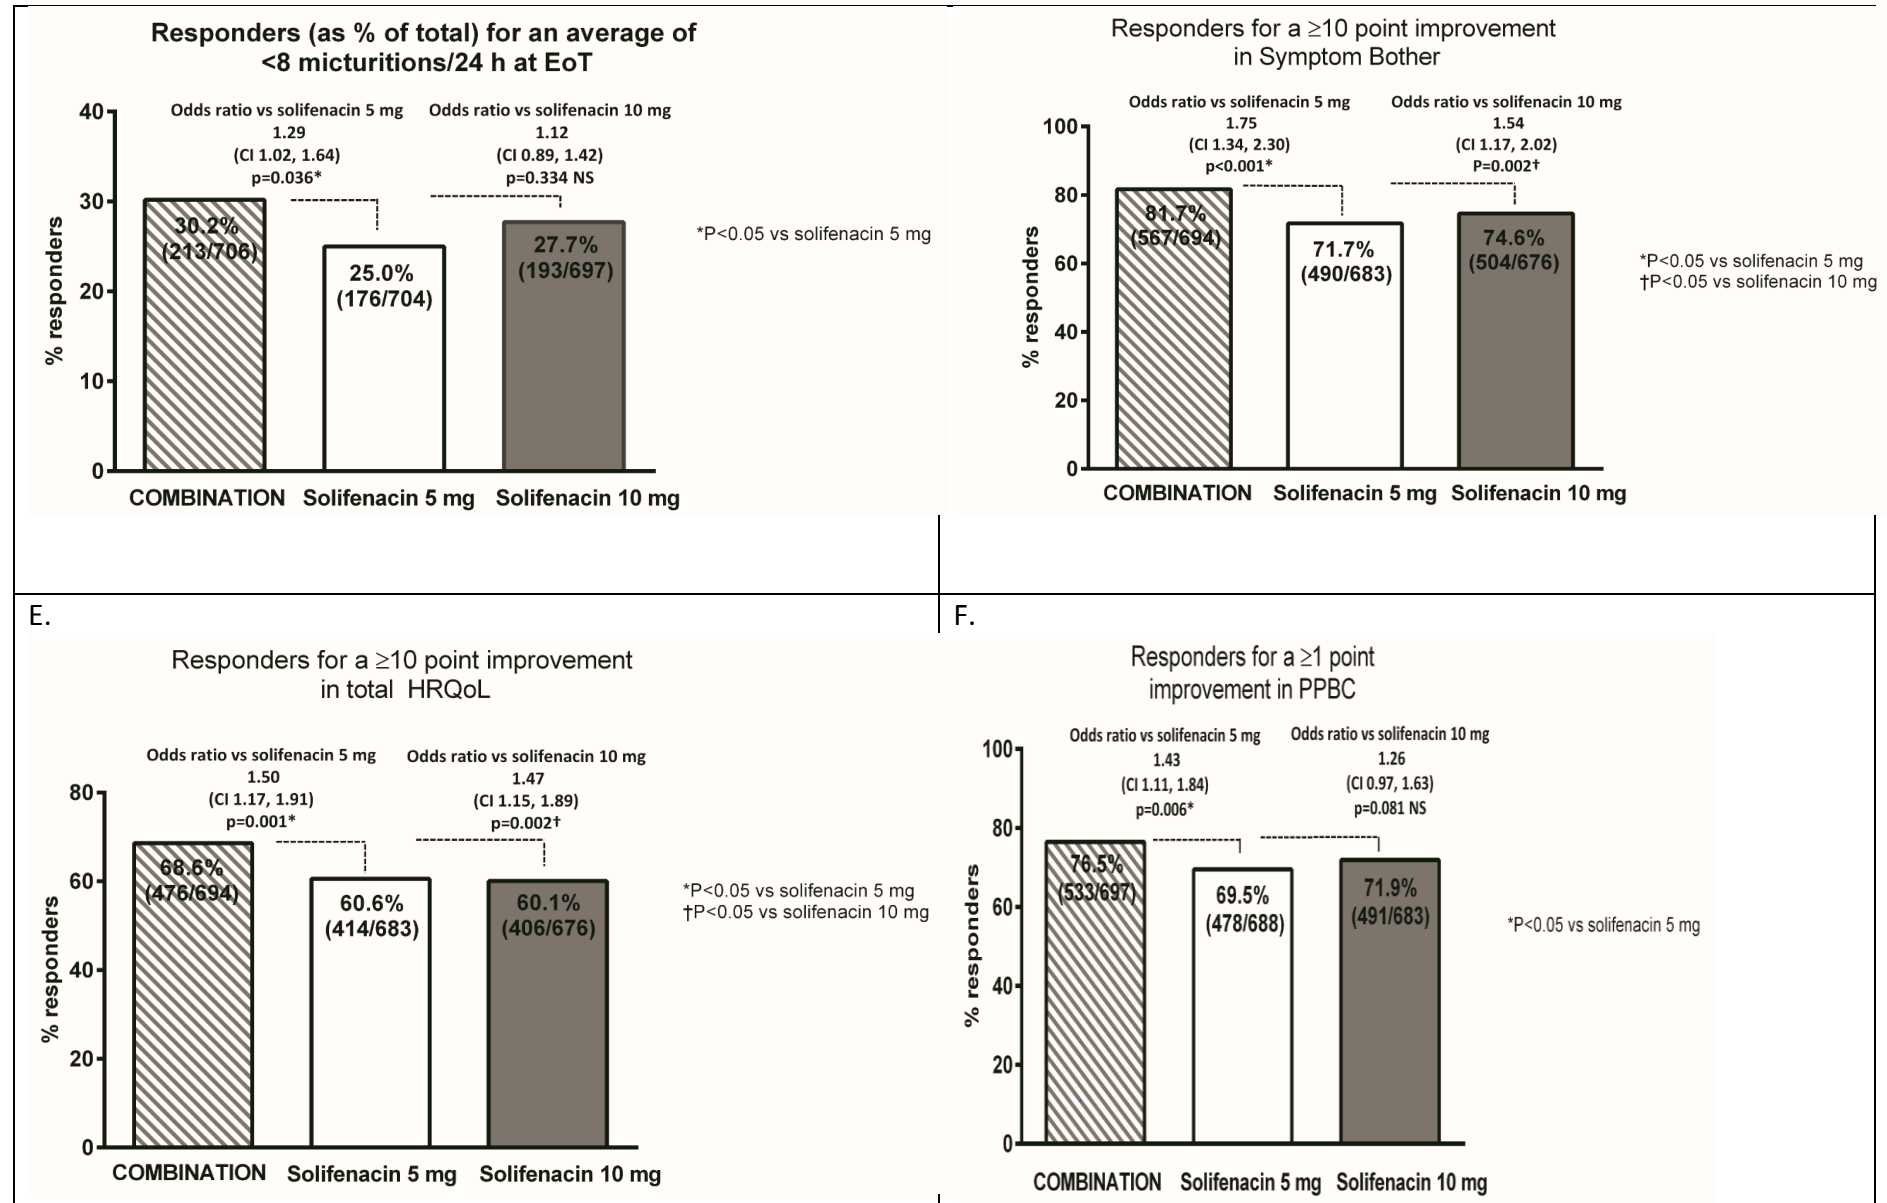 Responders (as % of total) for an average of
<8 micturitions/24 h at EoT
Odds ratio vs solifenacin 5 mg
1.29
(CI 1.02, 1.64)
p=0.036*
Odds ratio vs solifenacin 10 mg
1.12
(CI 0.89, 1.42)
p=0.334 NS
% responders
40
30
20
10
0
30.2%
(213/706)
25.0%
(176/704)
27.7%
(193/697)
*P<0.05 vs solifenacin 5 mg
COMBINATION
Solifenacin 5 mg
Solifenacin 10 mg
Responders for a ≥10 point improvement
in Symptom Bother
Odds ratio vs solifenacin 5 mg
1.75
(CI 1.34, 2.30)
p<0.001*
Odds ratio vs solifenacin 10 mg
1.54
(CI 1.17, 2.02)
P=0.002†
% responders
100
80
60
40
20
0
81.7%
(567/694)
71.7%
(490/683)
74.6%
(504/676)
*P<0.05 vs solifenacin 5 mg
†P<0.05 vs solifenacin 10 mg
COMBINATION
Solifenacin 5 mg
Solifenacin 10 mg
E.
Responders for a ≥10 point improvement
in total HRQoL
Odds ratio vs solifenacin 5 mg
1.50
(CI 1.17, 1.91)
p=0.001*
Odds ratio vs solifenacin 10 mg
1.47
(CI 1.15, 1.89)
p=0.002†
% responders
80
60
40
20
0
68.6%
(476/694)
60.6%
(414/683)
60.1%
(406/676)
*P<0.05 vs solifenacin 5 mg
†P<0.05 vs solifenacin 10 mg
COMBINATION
Solifenacin 5 mg
Solifenacin 10 mg
F.
Responders for a ≥1 point
improvement in PPBC
Odds ratio vs solifenacin 5 mg
1.43
(CI 1.11, 1.84)
p=0.006*
Odds ratio vs solifenacin 10 mg
1.26
(CI 0.97, 1.63)
p=0.081 NS
% responders
100
80
60
40
20
0
76.5%
(533/697)
69.5%
(478/688)
71.9%
(491/683)
*P<0.05 vs solifenacin 5 mg
COMBINATION
Solifenacin 5 mg
Solifenacin 10 mg